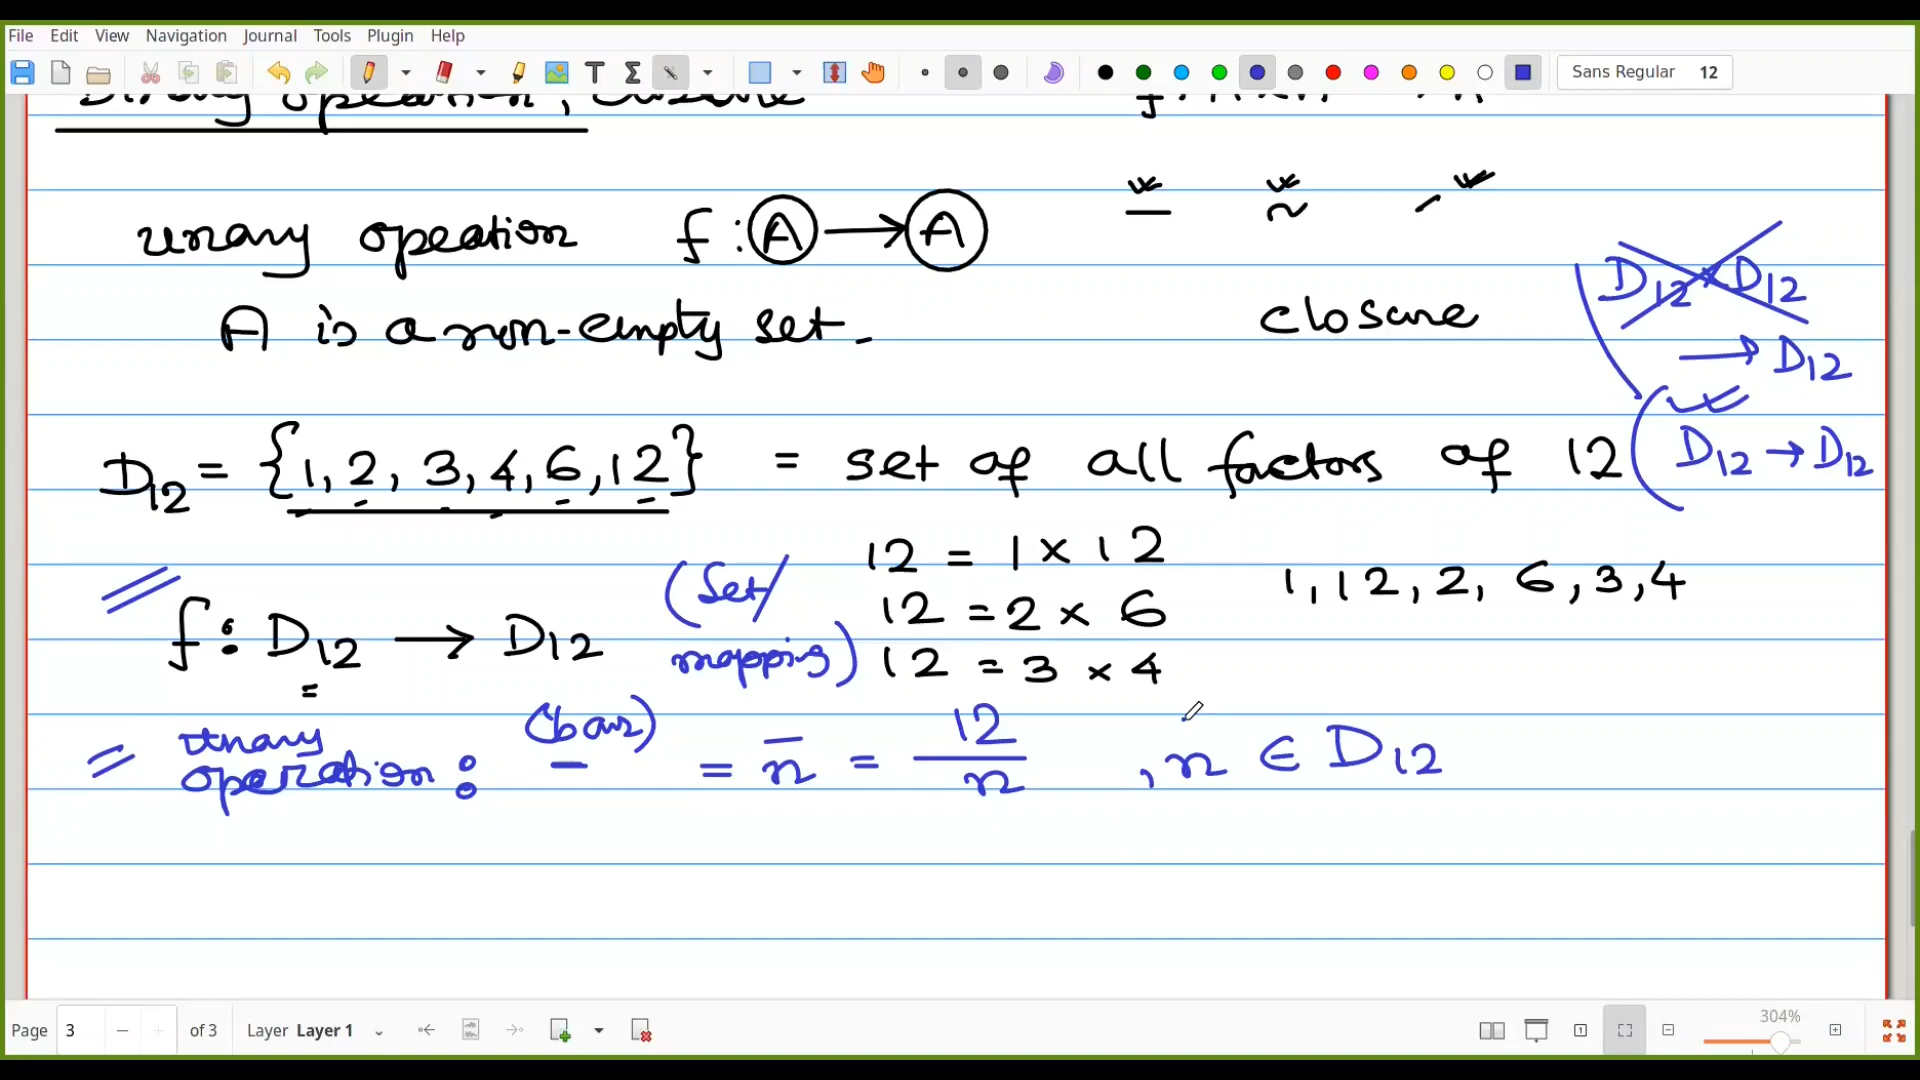 File Edit View Navigation Journal Tools Plugin Help
Sans Regular 12
unary opeation f : A → A
A is a non-empty set.
closure
D12 × D12
→ D12
D12 → D12
D12 = {1, 2, 3, 4, 6, 12} = set of all factors of 12
12 = 1 × 12
1, 12, 2, 6, 3, 4
12 = 2 × 6
12 = 3 × 4
f : D12 → D12
(Set/
mapping)
= unary
operation : (bar) – = n̄ = 12/n , n ∈ D12
Page 3 of 3 Layer Layer 1 304%